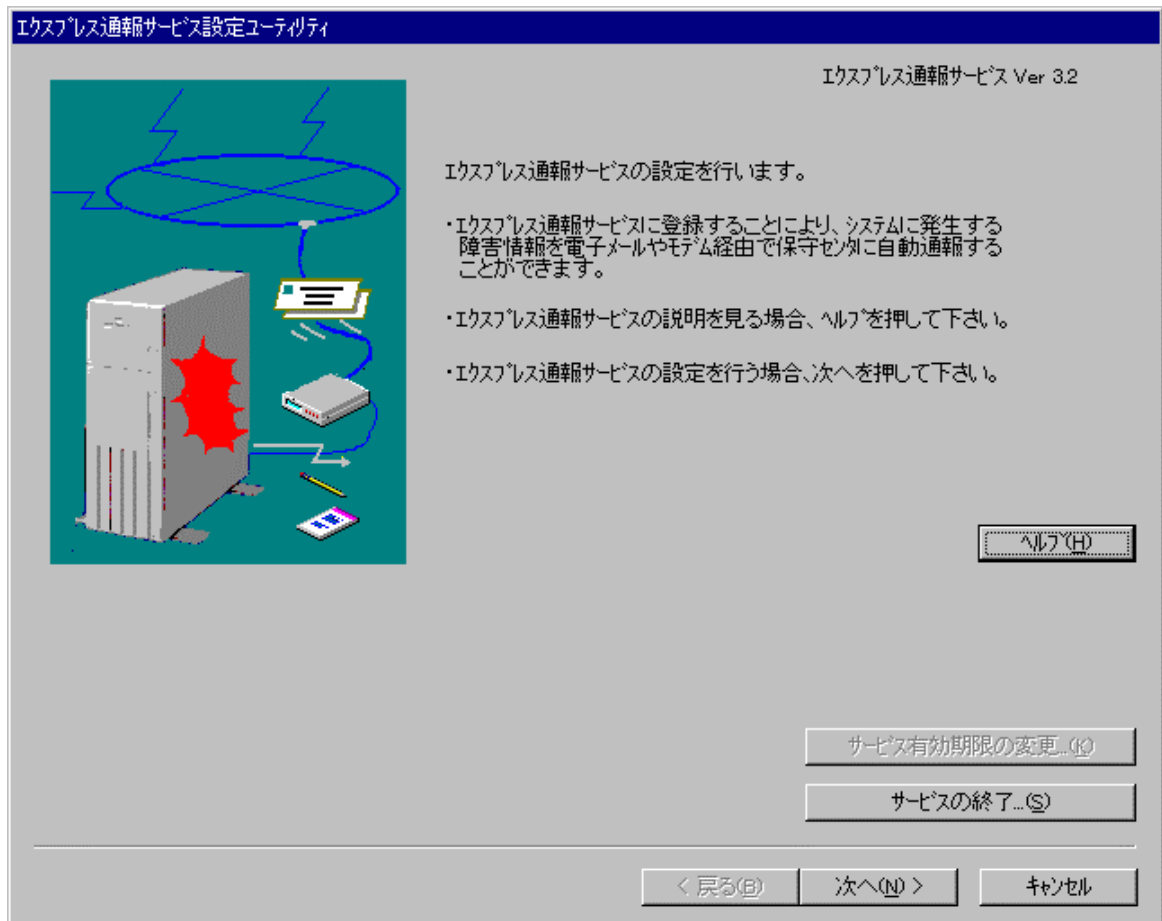 ｴｸｽﾌﾟﾚｽ通報ｻｰﾋﾞｽ設定ﾕｰﾃｨﾘﾃｨ
ｴｸｽﾌﾟﾚｽ通報ｻｰﾋﾞｽ Ver 3.2
ｴｸｽﾌﾟﾚｽ通報ｻｰﾋﾞｽの設定を行います。
・ｴｸｽﾌﾟﾚｽ通報ｻｰﾋﾞｽに登録することにより、ｼｽﾃﾑに発生する
障害情報を電子ﾒｰﾙやﾓﾃﾞﾑ経由で保守ｾﾝﾀに自動通報する
ことができます。
・ｴｸｽﾌﾟﾚｽ通報ｻｰﾋﾞｽの説明を見る場合、ﾍﾙﾌﾟを押して下さい。
・ｴｸｽﾌﾟﾚｽ通報ｻｰﾋﾞｽの設定を行う場合、次へを押して下さい。
ﾍﾙﾌﾟ(H)
ｻｰﾋﾞｽ有効期限の変更...(K)
ｻｰﾋﾞｽの終了...(S)
< 戻る(B)
次へ(N) >
ｷｬﾝｾﾙ